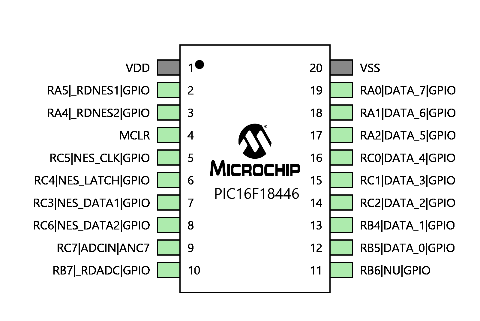 VDD 1 20 VSS
RA5|_RDNES1|GPIO 2 19 RA0|DATA_7|GPIO
RA4|_RDNES2|GPIO 3 18 RA1|DATA_6|GPIO
MCLR 4 17 RA2|DATA_5|GPIO
RC5|NES_CLK|GPIO 5 16 RC0|DATA_4|GPIO
MICROCHIP
RC4|NES_LATCH|GPIO 6 15 RC1|DATA_3|GPIO
PIC16F18446
RC3|NES_DATA1|GPIO 7 14 RC2|DATA_2|GPIO
RC6|NES_DATA2|GPIO 8 13 RB4|DATA_1|GPIO
RC7|ADCIN|ANC7 9 12 RB5|DATA_0|GPIO
RB7|_RDADC|GPIO 10 11 RB6|NU|GPIO